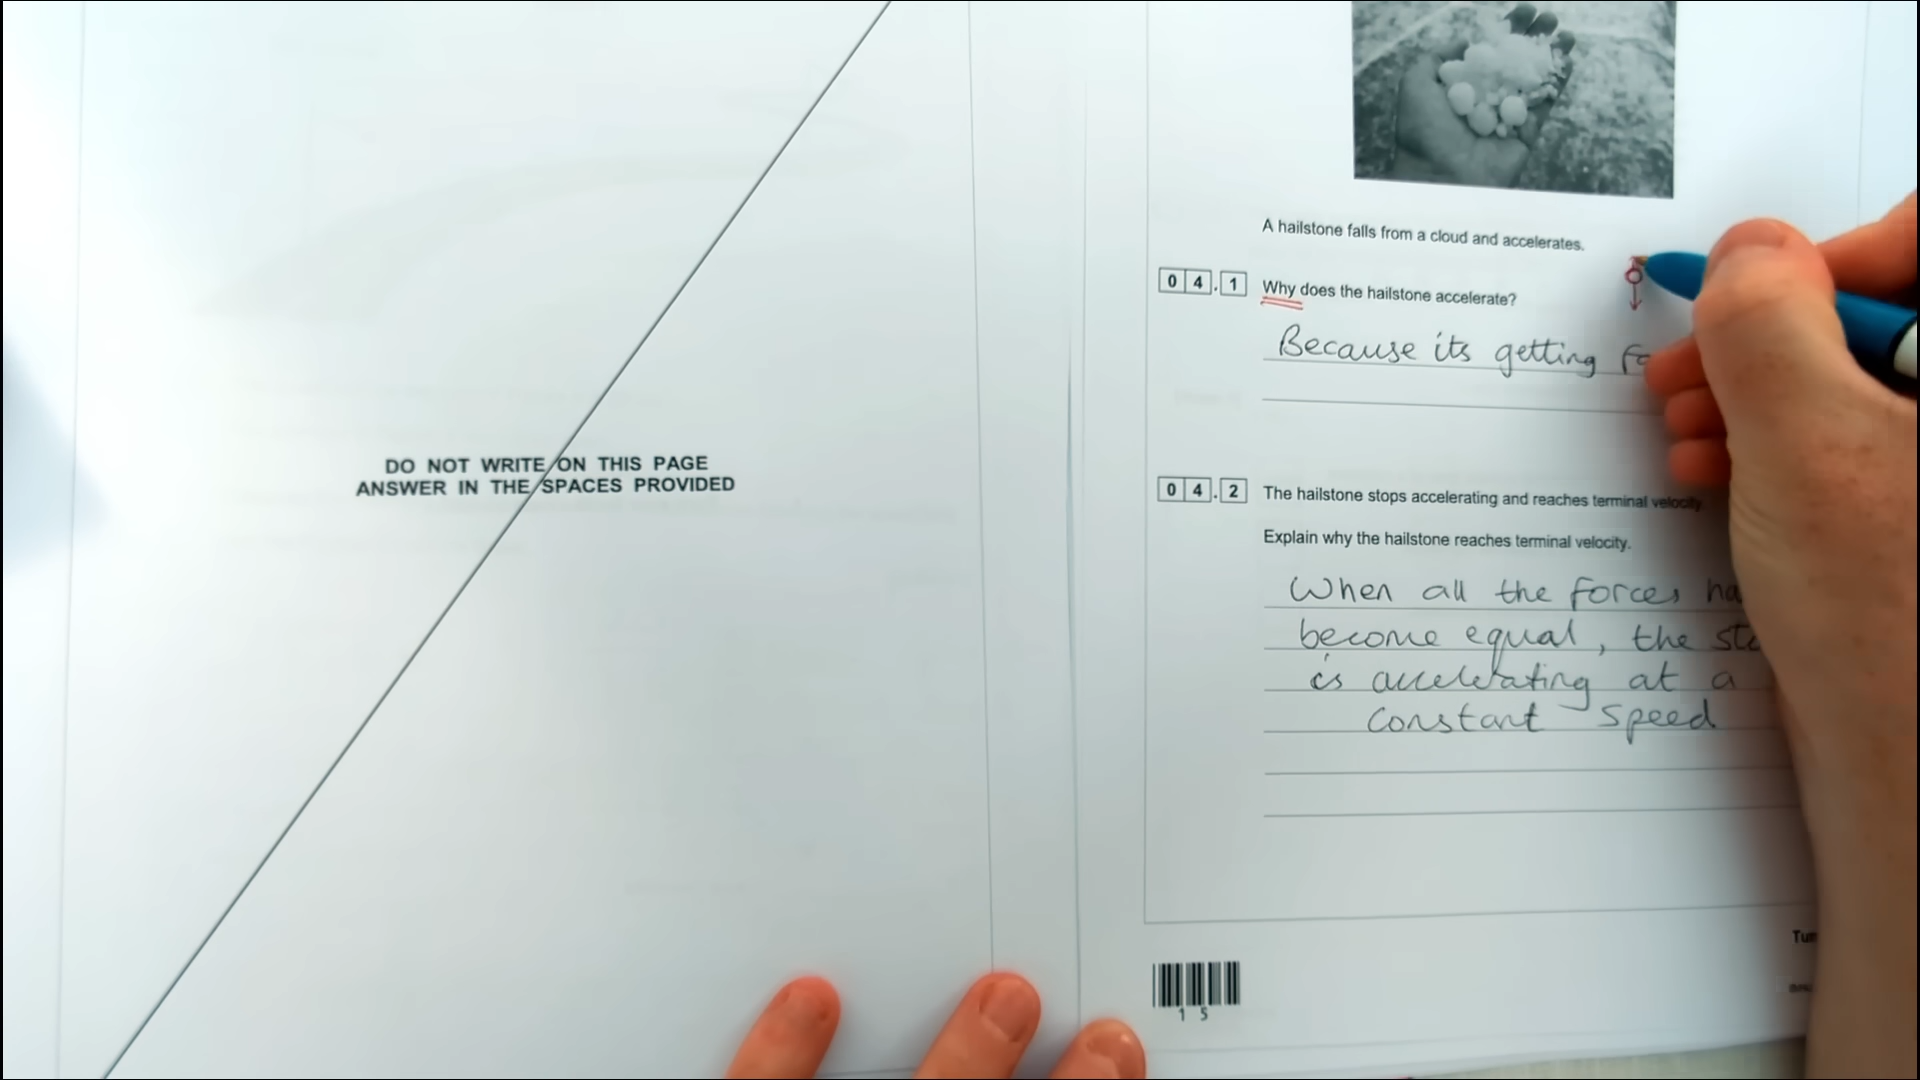 DO NOT WRITE ON THIS PAGE
ANSWER IN THE SPACES PROVIDED
A hailstone falls from a cloud and accelerates.
0 4 . 1 Why does the hailstone accelerate?
Because its getting
0 4 . 2 The hailstone stops accelerating and reaches terminal velocity.
Explain why the hailstone reaches terminal velocity.
When all the forces
become equal, the
is accelerating at a
constant speed
1 5